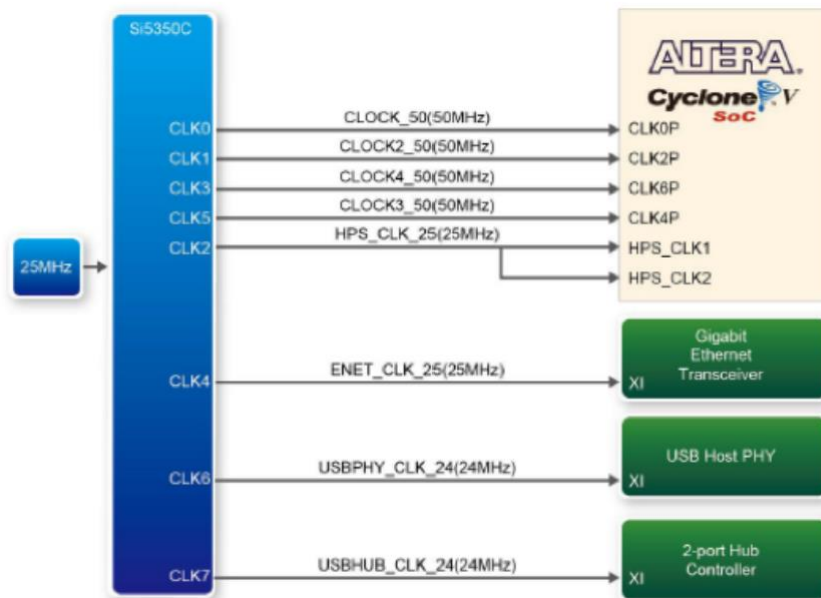 Si5350C
ALTERA®
Cyclone V
SoC
CLK0
CLOCK_50(50MHz)
CLK0P
CLK1
CLOCK2_50(50MHz)
CLK2P
CLK3
CLOCK4_50(50MHz)
CLK6P
CLK5
CLOCK3_50(50MHz)
CLK4P
CLK2
HPS_CLK_25(25MHz)
HPS_CLK1
HPS_CLK2
25MHz
CLK4
ENET_CLK_25(25MHz)
Gigabit
Ethernet
Transceiver
XI
CLK6
USBPHY_CLK_24(24MHz)
USB Host PHY
XI
CLK7
USBHUB_CLK_24(24MHz)
2-port Hub
Controller
XI